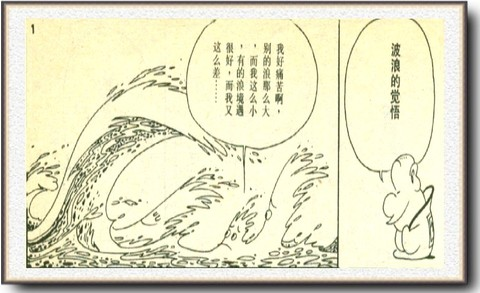 波浪的觉悟
我好痛苦啊，
别的浪那么大
，而我这么小
，有的浪境遇
很好，而我又
这么差……
1